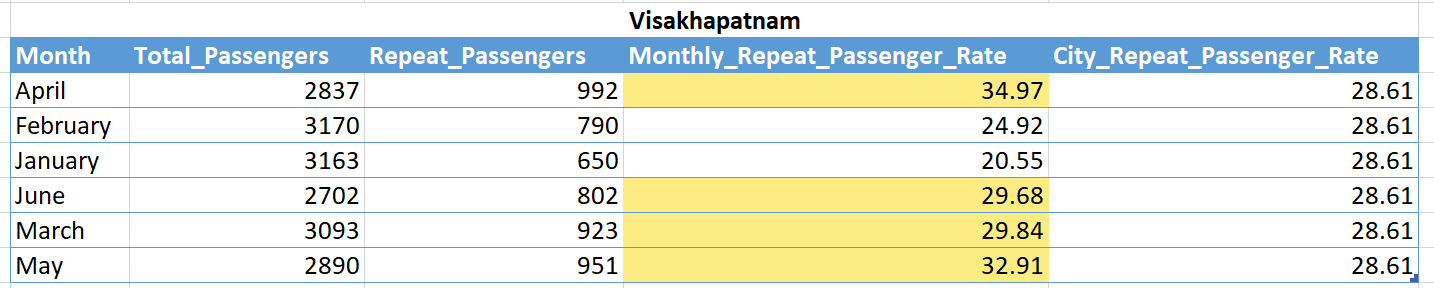 Visakhapatnam
Month Total_Passengers Repeat_Passengers Monthly_Repeat_Passenger_Rate City_Repeat_Passenger_Rate
April 2837 992 34.97 28.61
February 3170 790 24.92 28.61
January 3163 650 20.55 28.61
June 2702 802 29.68 28.61
March 3093 923 29.84 28.61
May 2890 951 32.91 28.61